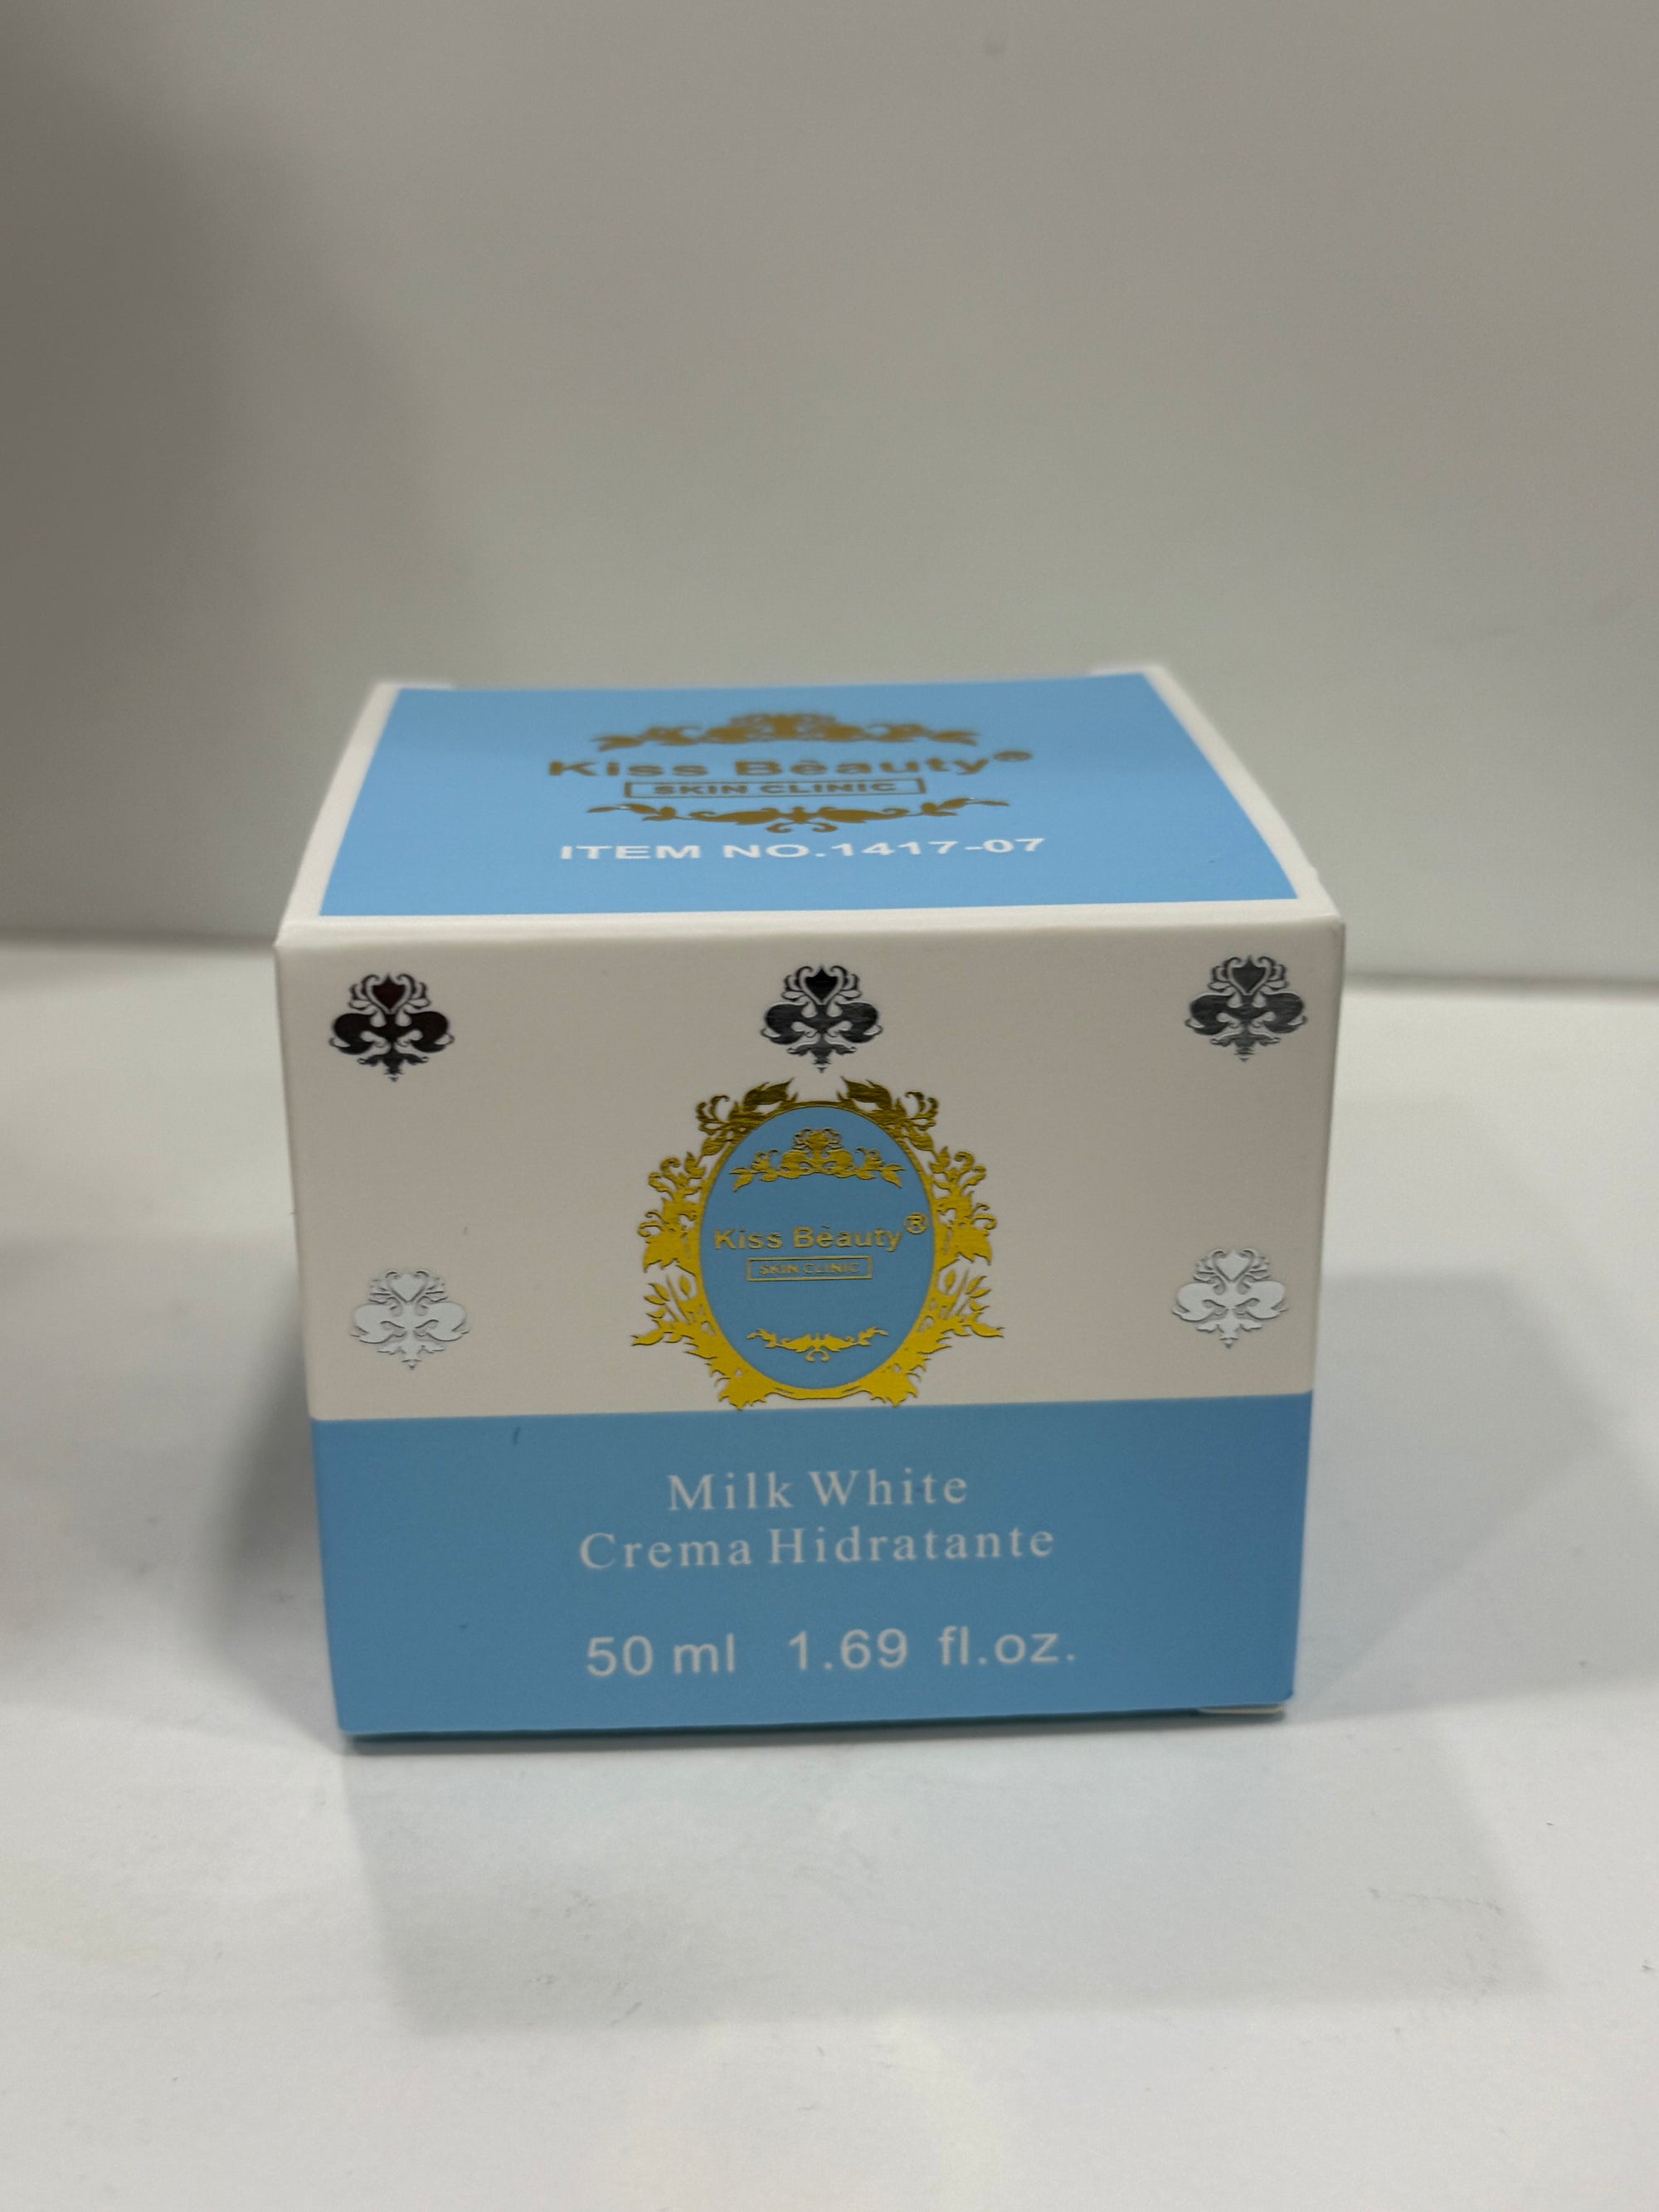 Kiss Bèauty®
SKIN CLINIC
ITEM NO.1417-07
Kiss Bèauty®
SKIN CLINIC
Milk White
Crema Hidratante
50 ml 1.69 fl.oz.